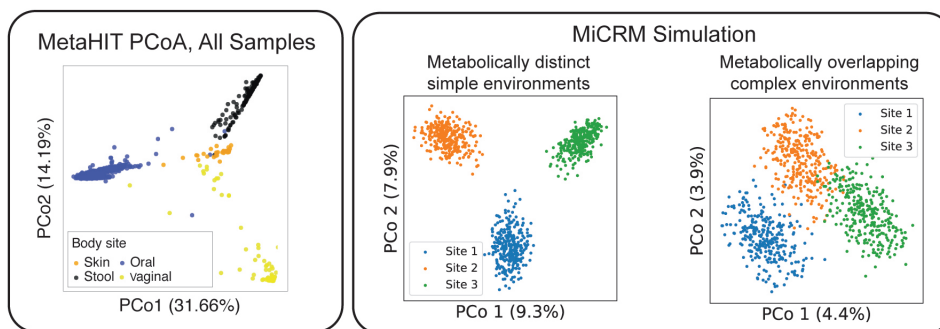 MetaHIT PCoA, All Samples
PCo2 (14.19%)
Body site
Skin
Oral
Stool
vaginal
PCo1 (31.66%)
MiCRM Simulation
Metabolically distinct
simple environments
PCo 2 (7.9%)
Site 1
Site 2
Site 3
PCo 1 (9.3%)
Metabolically overlapping
complex environments
PCo 2 (3.9%)
Site 1
Site 2
Site 3
PCo 1 (4.4%)